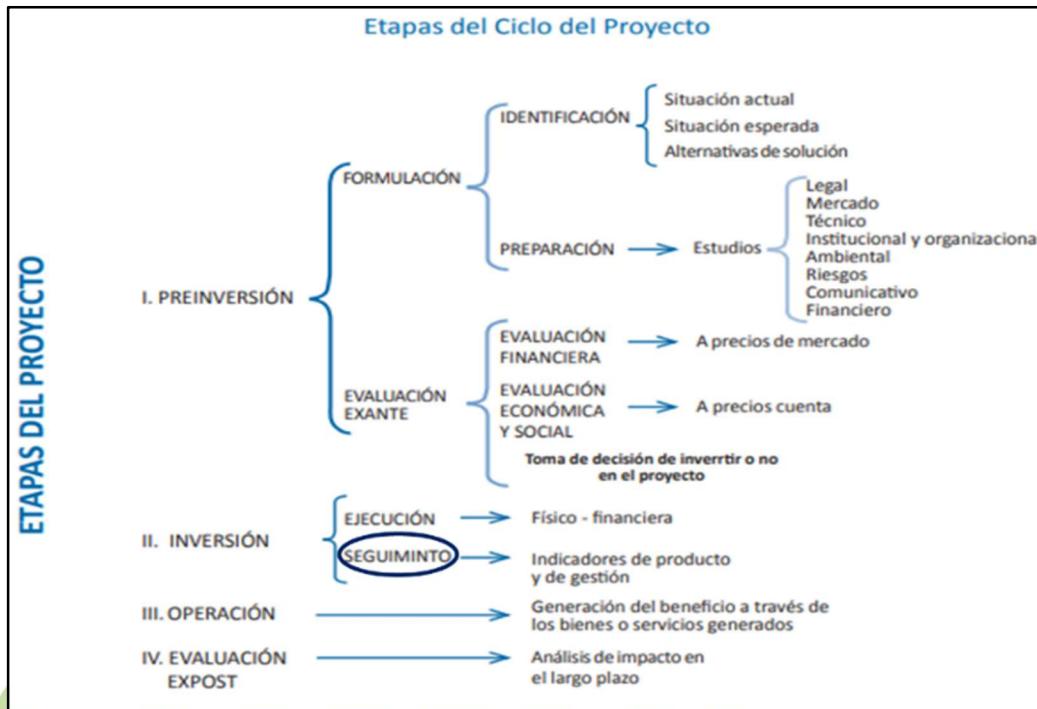 Etapas del Ciclo del Proyecto
ETAPAS DEL PROYECTO
I. PREINVERSIÓN
FORMULACIÓN
IDENTIFICACIÓN
Situación actual
Situación esperada
Alternativas de solución
PREPARACIÓN
Estudios
Legal
Mercado
Técnico
Institucional y organizaciona
Ambiental
Riesgos
Comunicativo
Financiero
EVALUACIÓN
EXANTE
EVALUACIÓN
FINANCIERA
A precios de mercado
EVALUACIÓN
ECONÓMICA
Y SOCIAL
A precios cuenta
Toma de decisión de inverrtir o no
en el proyecto
II. INVERSIÓN
EJECUCIÓN
Físico - financiera
SEGUIMINTO
Indicadores de producto
y de gestión
III. OPERACIÓN
Generación del beneficio a través de
los bienes o servicios generados
IV. EVALUACIÓN
EXPOST
Análisis de impacto en
el largo plazo